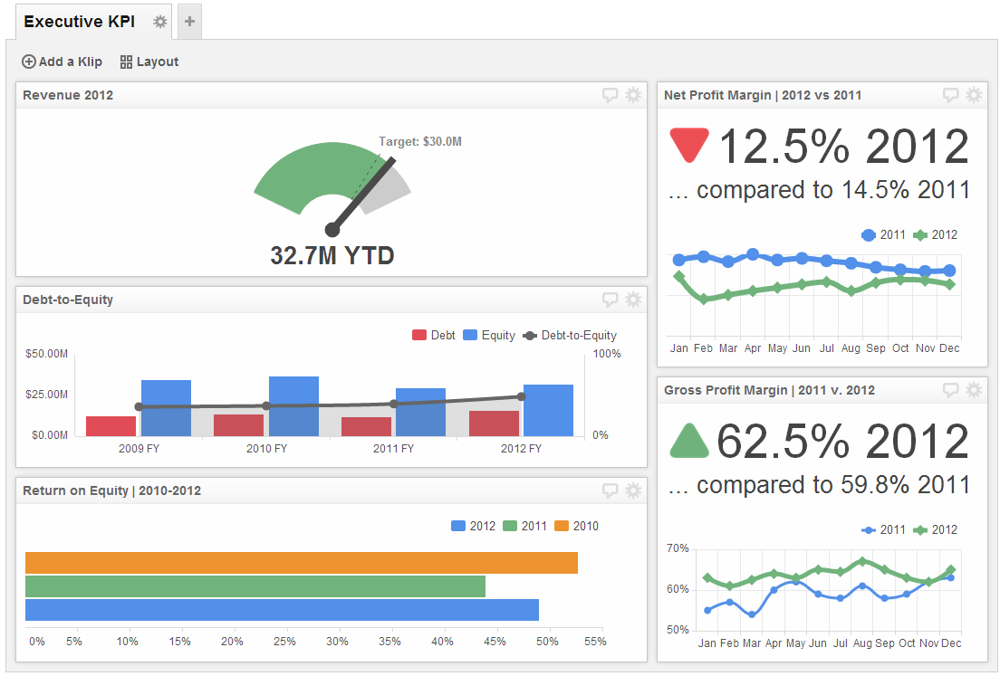 Executive KPI
+
Add a Klip Layout
Revenue 2012
Target: $30.0M
32.7M YTD
Debt-to-Equity
Debt Equity Debt-to-Equity
$50.00M 100%
$25.00M
$0.00M 0%
2009 FY 2010 FY 2011 FY 2012 FY
Return on Equity | 2010-2012
2012 2011 2010
0% 5% 10% 15% 20% 25% 30% 35% 40% 45% 50% 55%
Net Profit Margin | 2012 vs 2011
12.5% 2012
... compared to 14.5% 2011
2011 2012
Jan Feb Mar Apr May Jun Jul Aug Sep Oct Nov Dec
Gross Profit Margin | 2011 v. 2012
62.5% 2012
... compared to 59.8% 2011
2011 2012
70%
60%
50%
Jan Feb Mar Apr May Jun Jul Aug Sep Oct Nov Dec